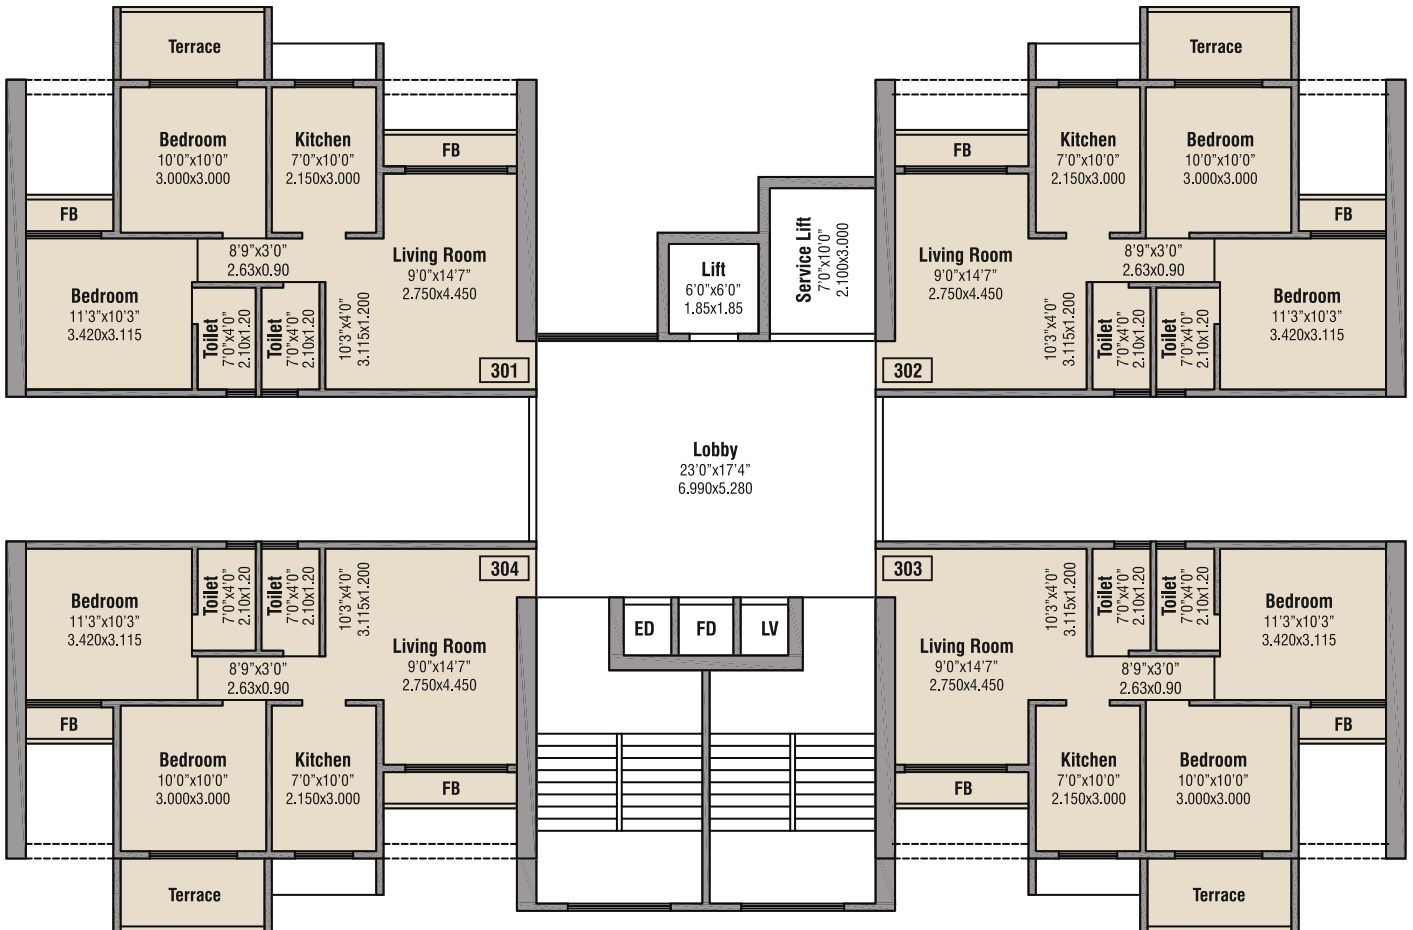 Terrace
Bedroom
10'0"x10'0"
3.000x3.000
Kitchen
7'0"x10'0"
2.150x3.000
FB
FB
Living Room
9'0"x14'7"
2.750x4.450
8'9"x3'0"
2.63x0.90
Bedroom
11'3"x10'3"
3.420x3.115
Toilet
7'0"x4'0"
2.10x1.20
Toilet
7'0"x4'0"
2.10x1.20
10'3"x4'0"
3.115x1.200
301
Lift
6'0"x6'0"
1.85x1.85
Service Lift
7'0"x10'0"
2.100x3.000
Terrace
FB
Kitchen
7'0"x10'0"
2.150x3.000
Bedroom
10'0"x10'0"
3.000x3.000
FB
Living Room
9'0"x14'7"
2.750x4.450
8'9"x3'0"
2.63x0.90
10'3"x4'0"
3.115x1.200
Toilet
7'0"x4'0"
2.10x1.20
Toilet
7'0"x4'0"
2.10x1.20
Bedroom
11'3"x10'3"
3.420x3.115
302
Lobby
23'0"x17'4"
6.990x5.280
Bedroom
11'3"x10'3"
3.420x3.115
Toilet
7'0"x4'0"
2.10x1.20
Toilet
7'0"x4'0"
2.10x1.20
10'3"x4'0"
3.115x1.200
304
Living Room
9'0"x14'7"
2.750x4.450
8'9"x3'0"
2.63x0.90
FB
Bedroom
10'0"x10'0"
3.000x3.000
Kitchen
7'0"x10'0"
2.150x3.000
FB
Terrace
ED
FD
LV
303
10'3"x4'0"
3.115x1.200
Toilet
7'0"x4'0"
2.10x1.20
Toilet
7'0"x4'0"
2.10x1.20
Bedroom
11'3"x10'3"
3.420x3.115
Living Room
9'0"x14'7"
2.750x4.450
8'9"x3'0"
2.63x0.90
FB
FB
Kitchen
7'0"x10'0"
2.150x3.000
Bedroom
10'0"x10'0"
3.000x3.000
Terrace